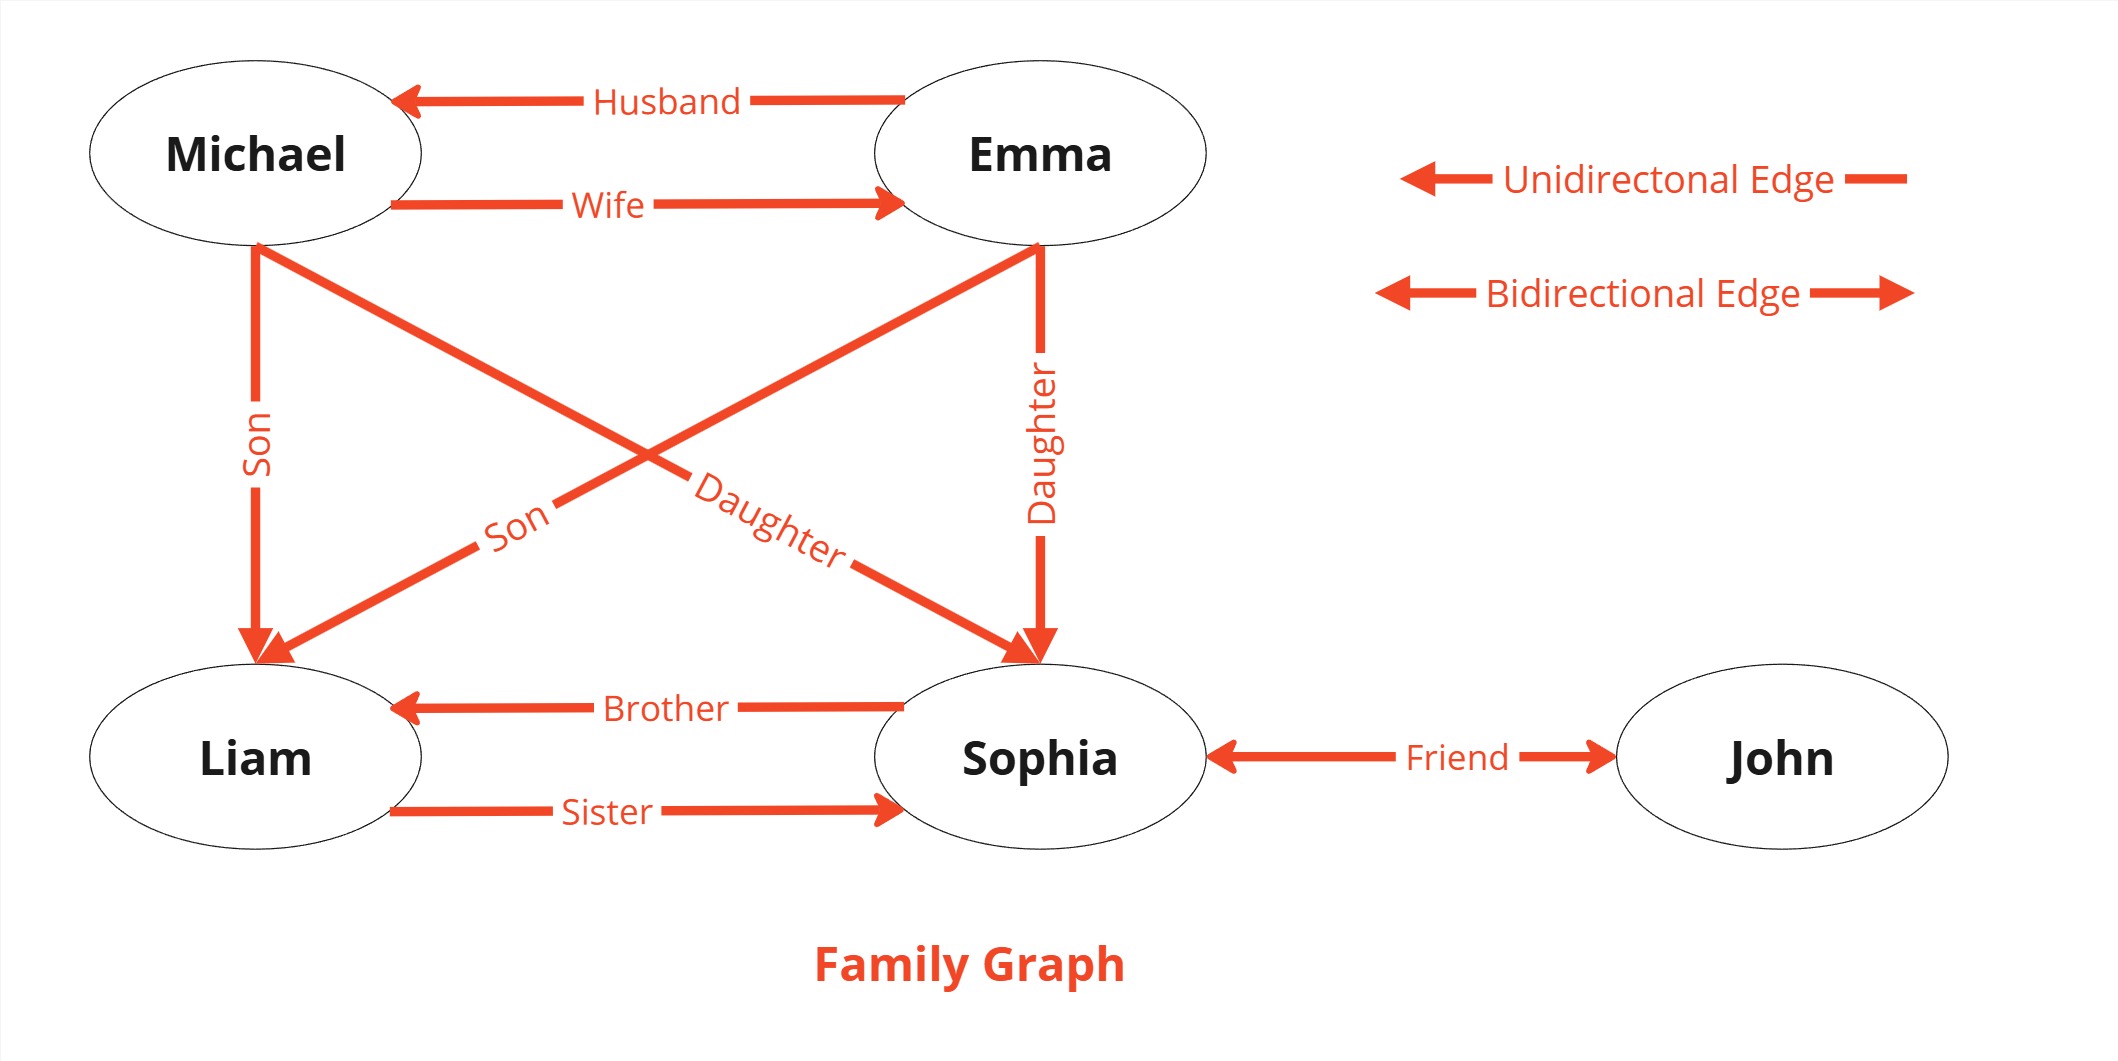 Husband
Michael
Emma
Wife
Unidirectonal Edge
Bidirectional Edge
Son
Daughter
Son
Daughter
Brother
Liam
Sophia
Friend
John
Sister
Family Graph